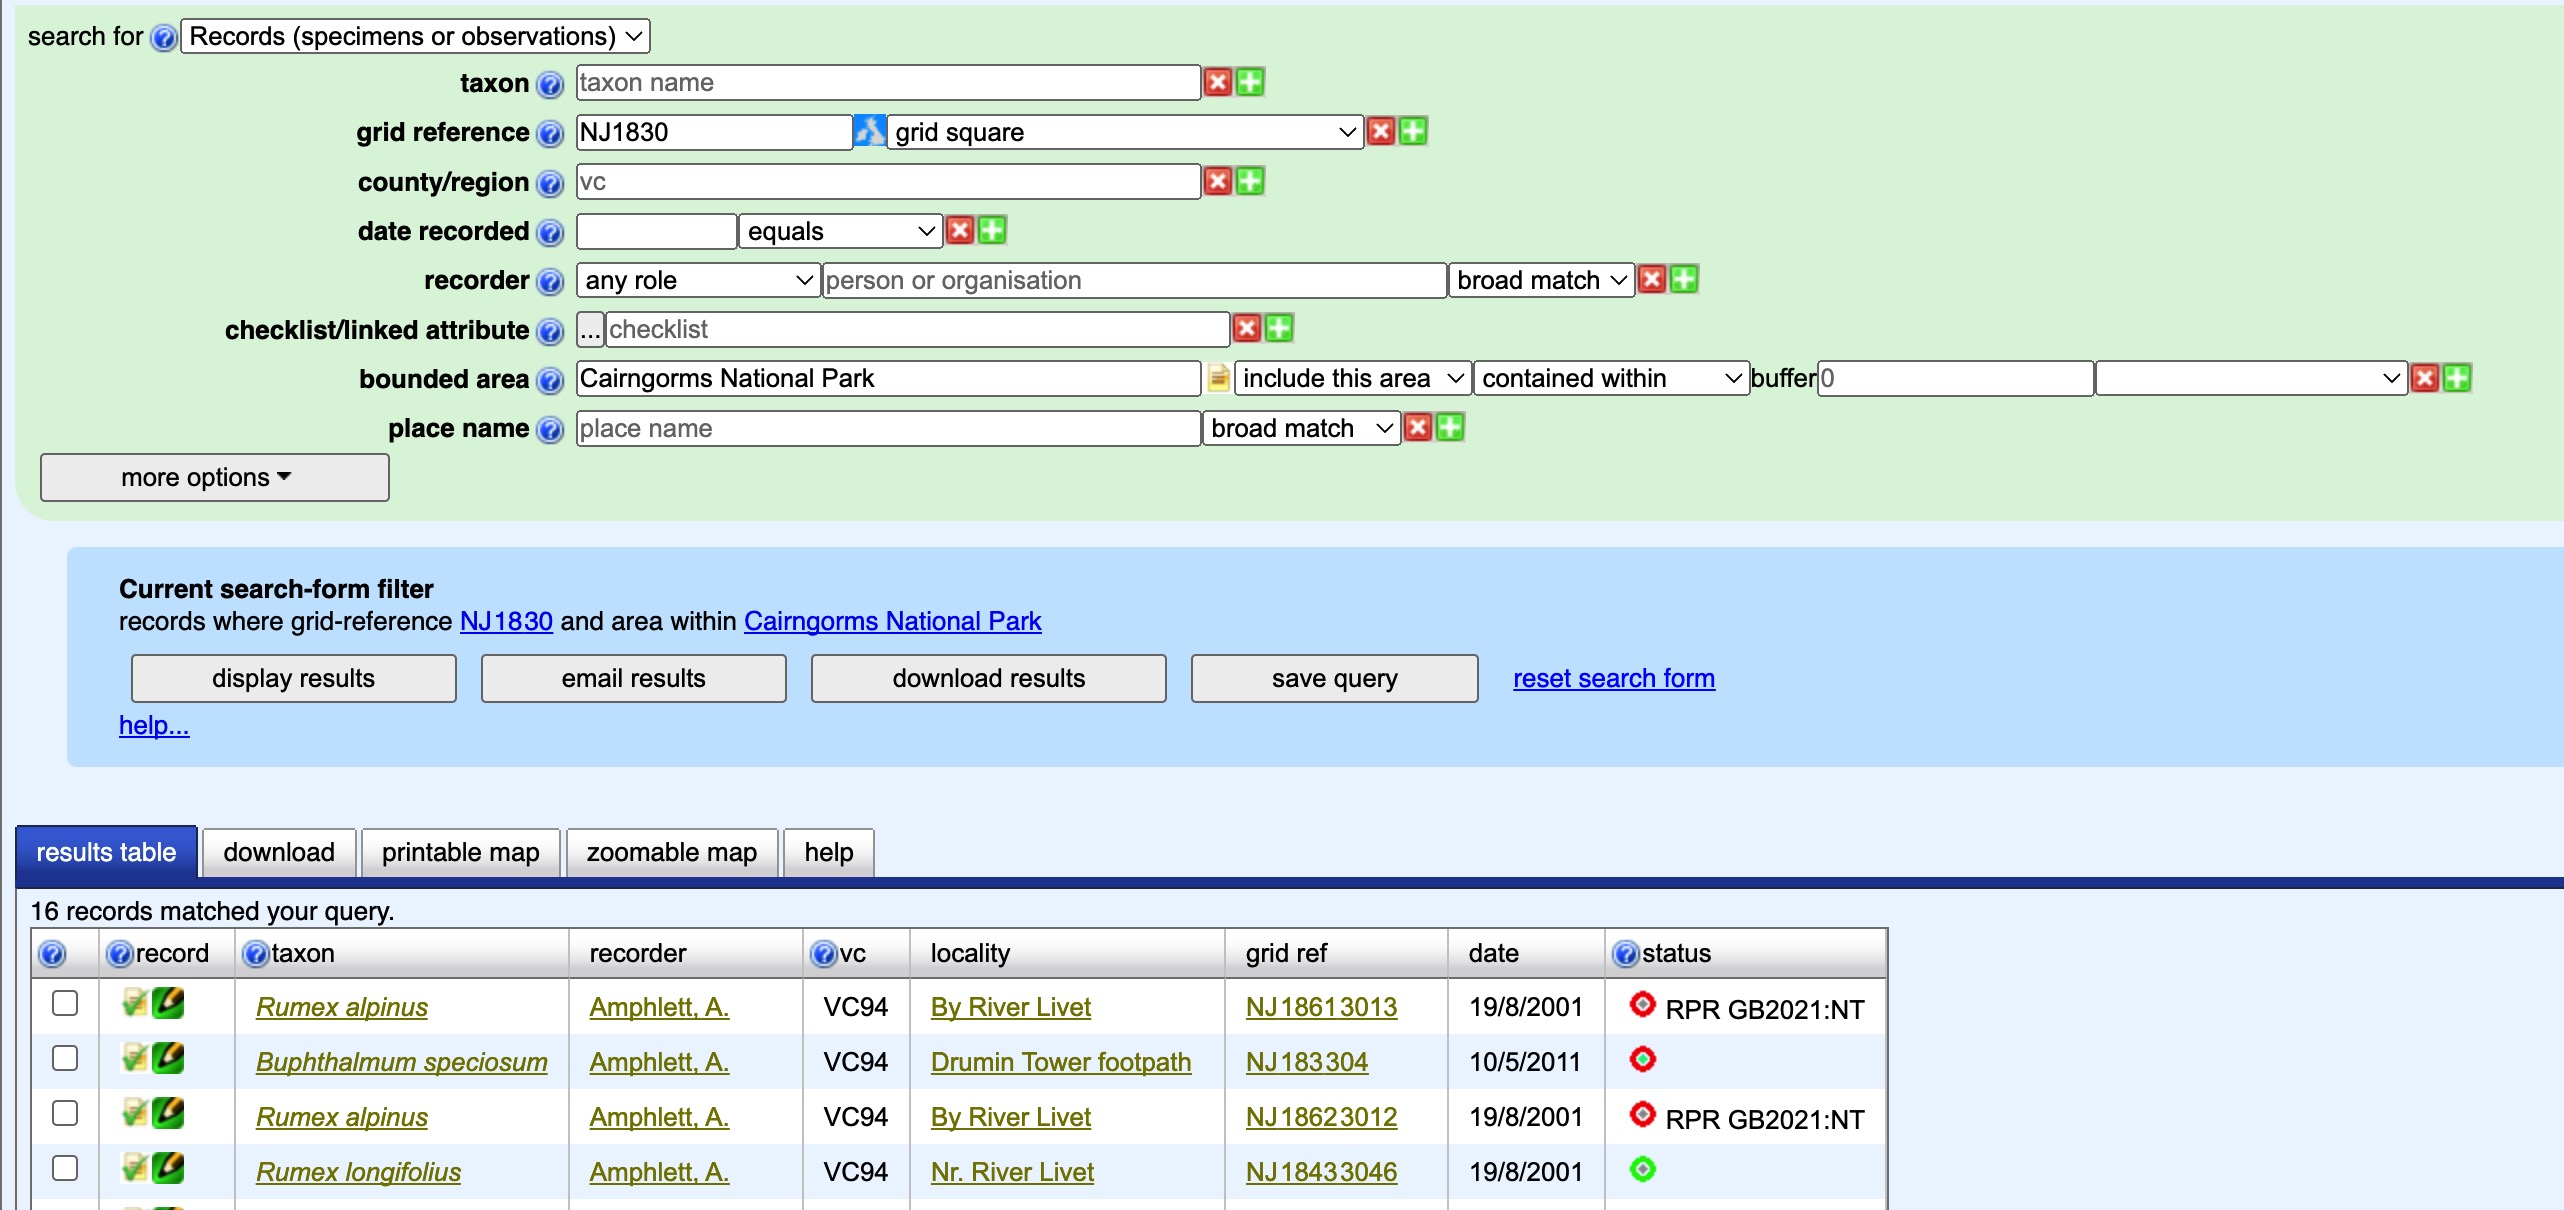 search for Records (specimens or observations)
taxon taxon name
grid reference NJ1830 grid square
county/region vc
date recorded equals
recorder any role person or organisation broad match
checklist/linked attribute ... checklist
bounded area Cairngorms National Park include this area contained within buffer 0
place name place name broad match
more options
Current search-form filter
records where grid-reference NJ1830 and area within Cairngorms National Park
display results email results download results save query reset search form
help...
results table download printable map zoomable map help
16 records matched your query.
record taxon recorder vc locality grid ref date status
Rumex alpinus Amphlett, A. VC94 By River Livet NJ18613013 19/8/2001 RPR GB2021:NT
Buphthalmum speciosum Amphlett, A. VC94 Drumin Tower footpath NJ183304 10/5/2011
Rumex alpinus Amphlett, A. VC94 By River Livet NJ18623012 19/8/2001 RPR GB2021:NT
Rumex longifolius Amphlett, A. VC94 Nr. River Livet NJ18433046 19/8/2001